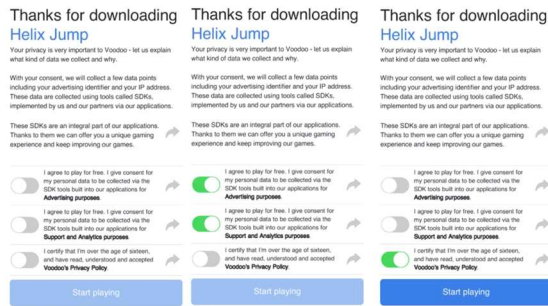 Thanks for downloading
Helix Jump
Your privacy is very important to Voodoo - let us explain
what kind of data we collect and why.
With your consent, we will collect a few data points
including your advertising identifier and your IP address.
These data are collected using tools called SDKs,
implemented by us and our partners via our applications.
These SDKs are an integral part of our applications.
Thanks to them we can offer you a unique gaming
experience and keep improving our games.
I agree to play for free. I give consent for
my personal data to be collected via the
SDK tools built into our applications for
Advertising purposes.
I agree to play for free. I give consent for
my personal data to be collected via the
SDK tools built into our applications for
Support and Analytics purposes.
I certify that I'm over the age of sixteen,
and have read, understood and accepted
Voodoo's Privacy Policy.
Start playing
Thanks for downloading
Helix Jump
Your privacy is very important to Voodoo - let us explain
what kind of data we collect and why.
With your consent, we will collect a few data points
including your advertising identifier and your IP address.
These data are collected using tools called SDKs,
implemented by us and our partners via our applications.
These SDKs are an integral part of our applications.
Thanks to them we can offer you a unique gaming
experience and keep improving our games.
I agree to play for free. I give consent for
my personal data to be collected via the
SDK tools built into our applications for
Advertising purposes.
I agree to play for free. I give consent for
my personal data to be collected via the
SDK tools built into our applications for
Support and Analytics purposes.
I certify that I'm over the age of sixteen,
and have read, understood and accepted
Voodoo's Privacy Policy.
Start playing
Thanks for downloading
Helix Jump
Your privacy is very important to Voodoo - let us explain
what kind of data we collect and why.
With your consent, we will collect a few data points
including your advertising identifier and your IP address.
These data are collected using tools called SDKs,
implemented by us and our partners via our applications.
These SDKs are an integral part of our applications.
Thanks to them we can offer you a unique gaming
experience and keep improving our games.
I agree to play for free. I give consent for
my personal data to be collected via the
SDK tools built into our applications for
Advertising purposes.
I agree to play for free. I give consent for
my personal data to be collected via the
SDK tools built into our applications for
Support and Analytics purposes.
I certify that I'm over the age of sixteen,
and have read, understood and accepted
Voodoo's Privacy Policy.
Start playing